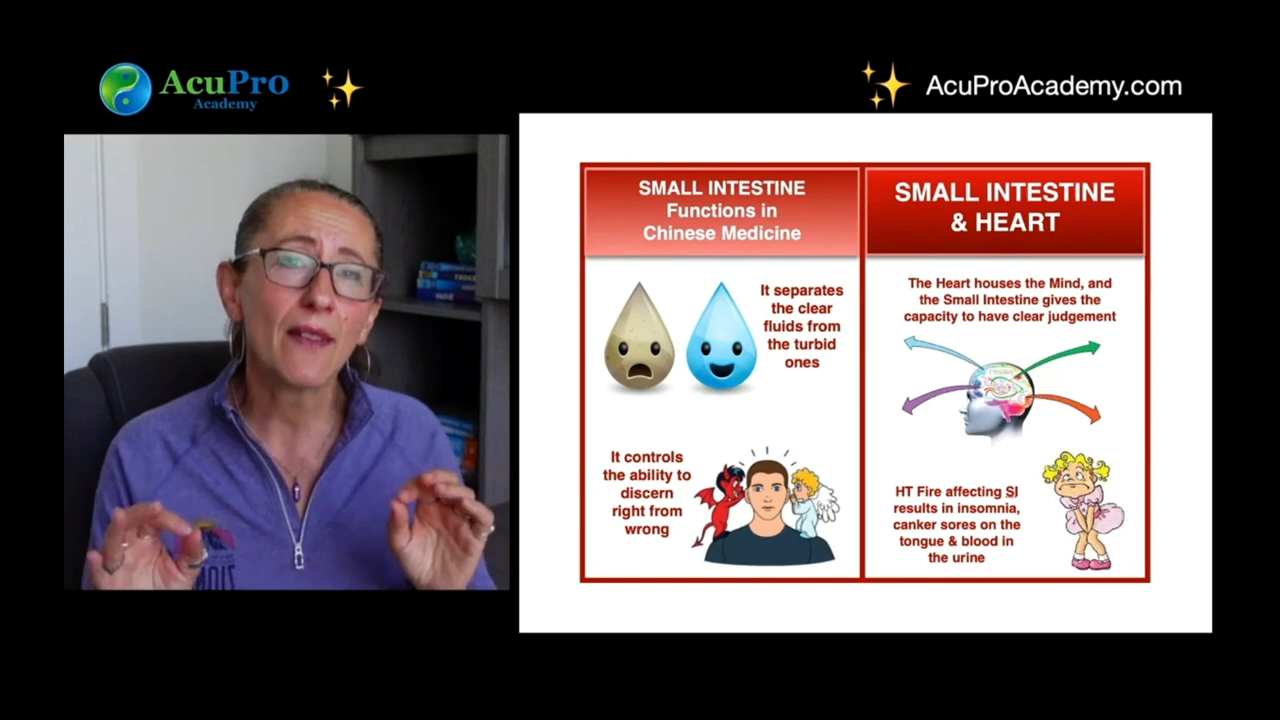 AcuPro
Academy
AcuProAcademy.com
SMALL INTESTINE
Functions in
Chinese Medicine
It separates
the clear
fluids from
the turbid
ones
It controls
the ability to
discern
right from
wrong
SMALL INTESTINE
& HEART
The Heart houses the Mind, and
the Small Intestine gives the
capacity to have clear judgement
HT Fire affecting SI
results in insomnia,
canker sores on the
tongue & blood in
the urine